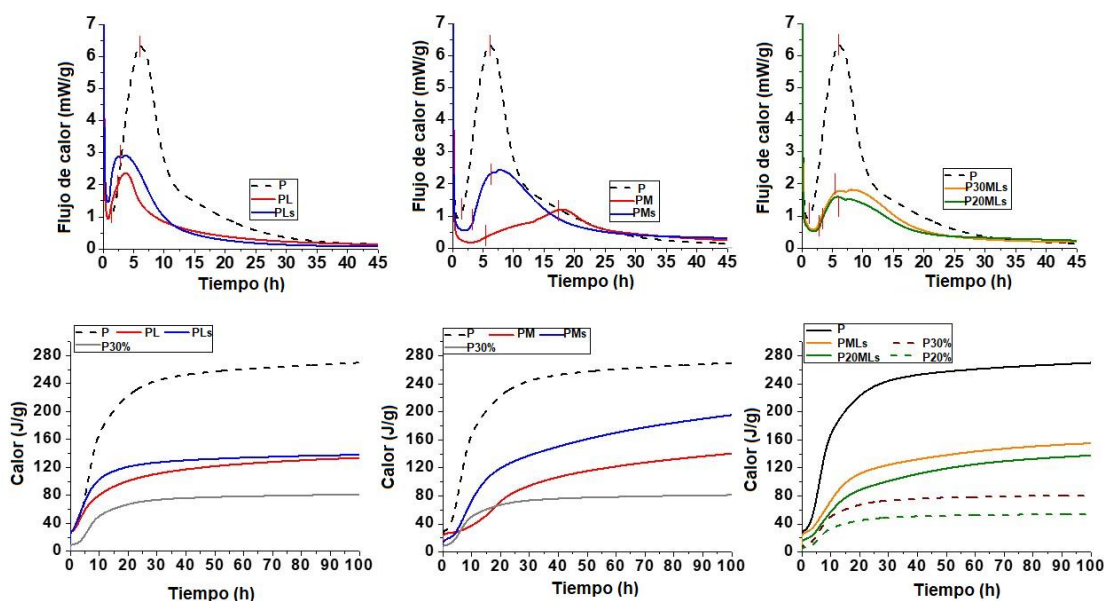 7
6
5
4
3
2
1
0
Flujo de calor (mW/g)
P
PL
PLs
0 5 10 15 20 25 30 35 40 45
Tiempo (h)
7
6
5
4
3
2
1
0
Flujo de calor (mW/g)
P
PM
PMs
0 5 10 15 20 25 30 35 40 45
Tiempo (h)
7
6
5
4
3
2
1
0
Flujo de calor (mW/g)
P
P30MLs
P20MLs
0 5 10 15 20 25 30 35 40 45
Tiempo (h)
P PL PLs
P30%
280
240
200
160
120
80
40
0
Calor (J/g)
0 10 20 30 40 50 60 70 80 90 100
Tiempo (h)
P PM PMs
P30%
280
240
200
160
120
80
40
0
Calor (J/g)
0 10 20 30 40 50 60 70 80 90 100
Tiempo (h)
P
PMLs P30%
P20MLs P20%
280
240
200
160
120
80
40
0
Calor (J/g)
0 10 20 30 40 50 60 70 80 90 100
Tiempo (h)